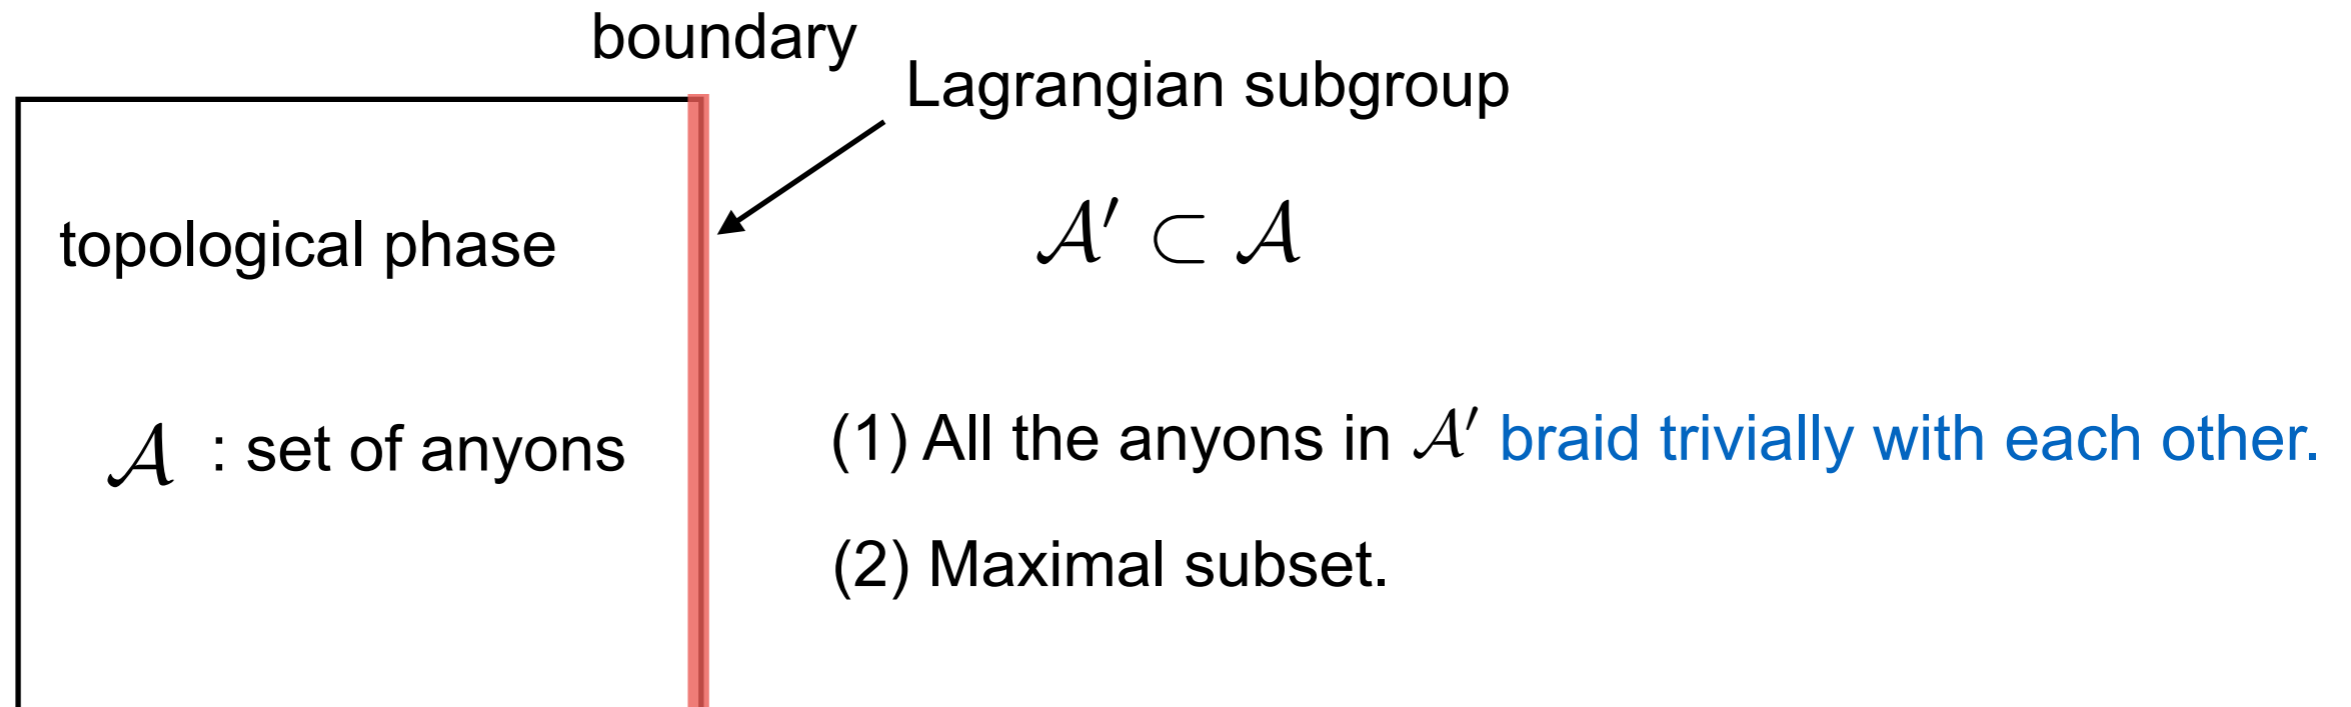 boundary
Lagrangian subgroup
topological phase
𝒜′ ⊂ 𝒜
𝒜 : set of anyons
(1) All the anyons in 𝒜′ braid trivially with each other.
(2) Maximal subset.